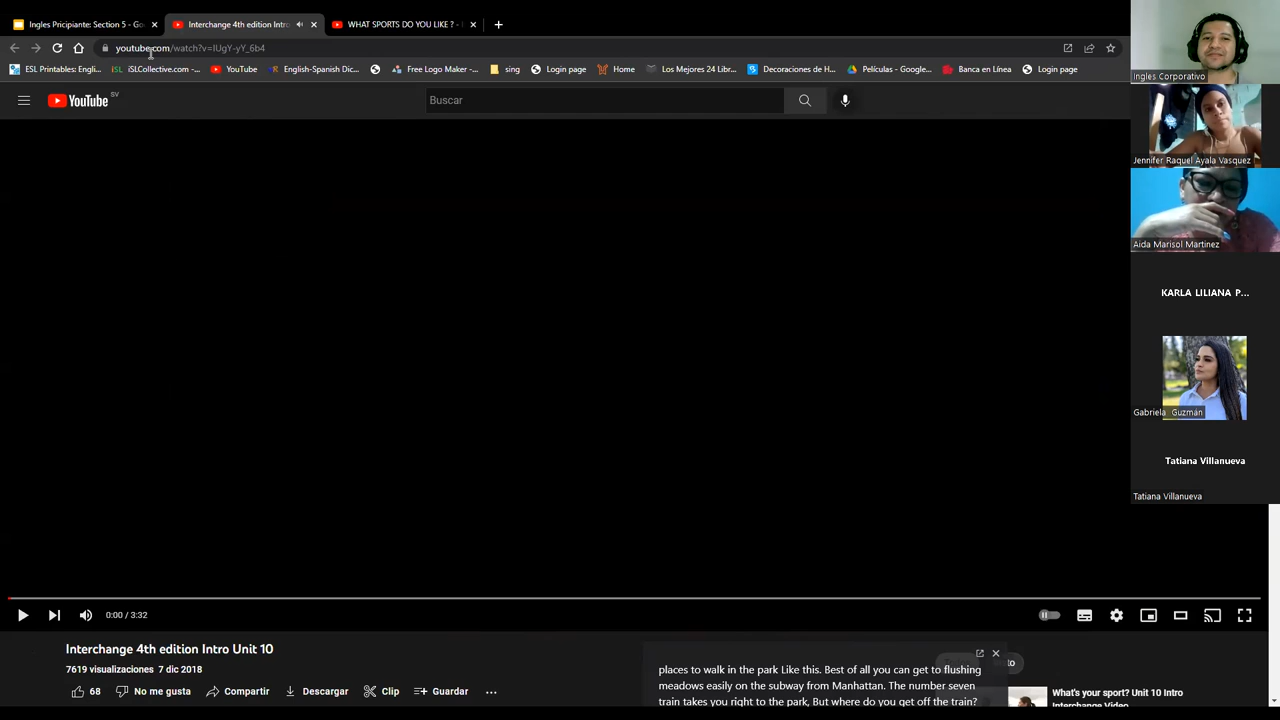 Ingles Pricipiante: Section 5 - Go
Interchange 4th edition Intro
WHAT SPORTS DO YOU LIKE ? -
youtube.com/watch?v=IUgY-yY_6b4
ESL Printables: Engli...
iSLCollective.com -...
YouTube
English-Spanish Dic...
Free Logo Maker -...
sing
Login page
Home
Los Mejores 24 Libr...
Decoraciones de H...
Películas - Google...
Banca en Línea
Login page
YouTube SV
Buscar
Ingles Corporativo
Jennifer Raquel Ayala Vasquez
Aida Marisol Martinez
KARLA LILIANA P...
Gabriela Guzmán
Tatiana Villanueva
Tatiana Villanueva
0:00 / 3:32
Interchange 4th edition Intro Unit 10
7619 visualizaciones 7 dic 2018
68 No me gusta Compartir Descargar Clip Guardar
places to walk in the park Like this. Best of all you can get to flushing
meadows easily on the subway from Manhattan. The number seven
train takes you right to the park, But where do you get off the train?
What's your sport? Unit 10 Intro
Interchange Video